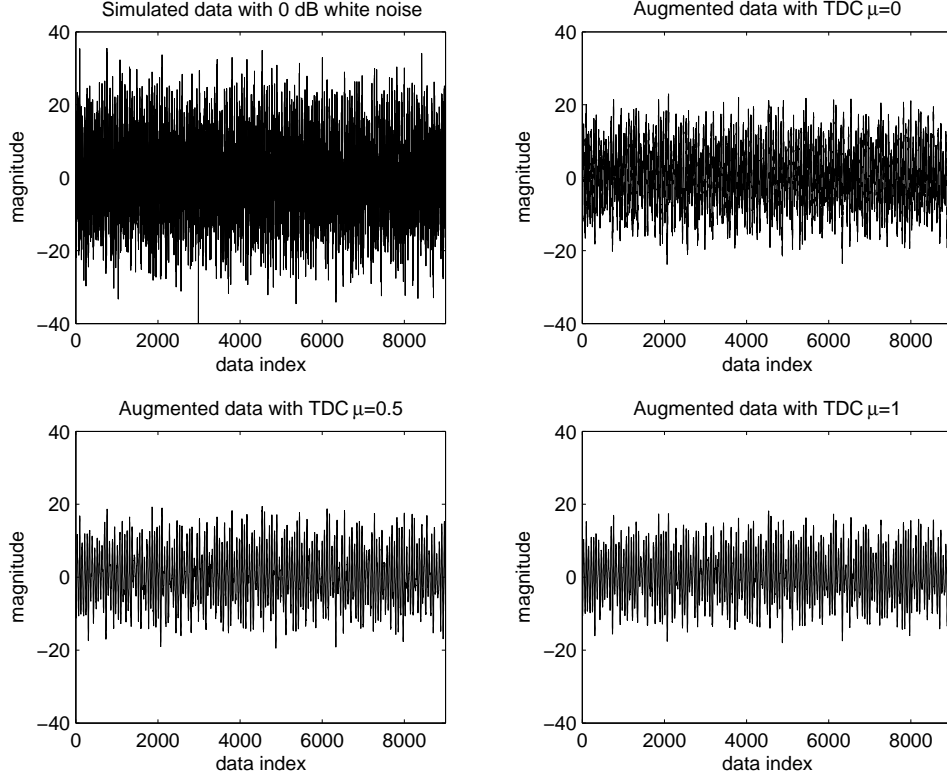 Simulated data with 0 dB white noise
40
20
0
−20
−40
magnitude
0 2000 4000 6000 8000
data index
Augmented data with TDC μ=0
40
20
0
−20
−40
magnitude
0 2000 4000 6000 8000
data index
Augmented data with TDC μ=0.5
40
20
0
−20
−40
magnitude
0 2000 4000 6000 8000
data index
Augmented data with TDC μ=1
40
20
0
−20
−40
magnitude
0 2000 4000 6000 8000
data index